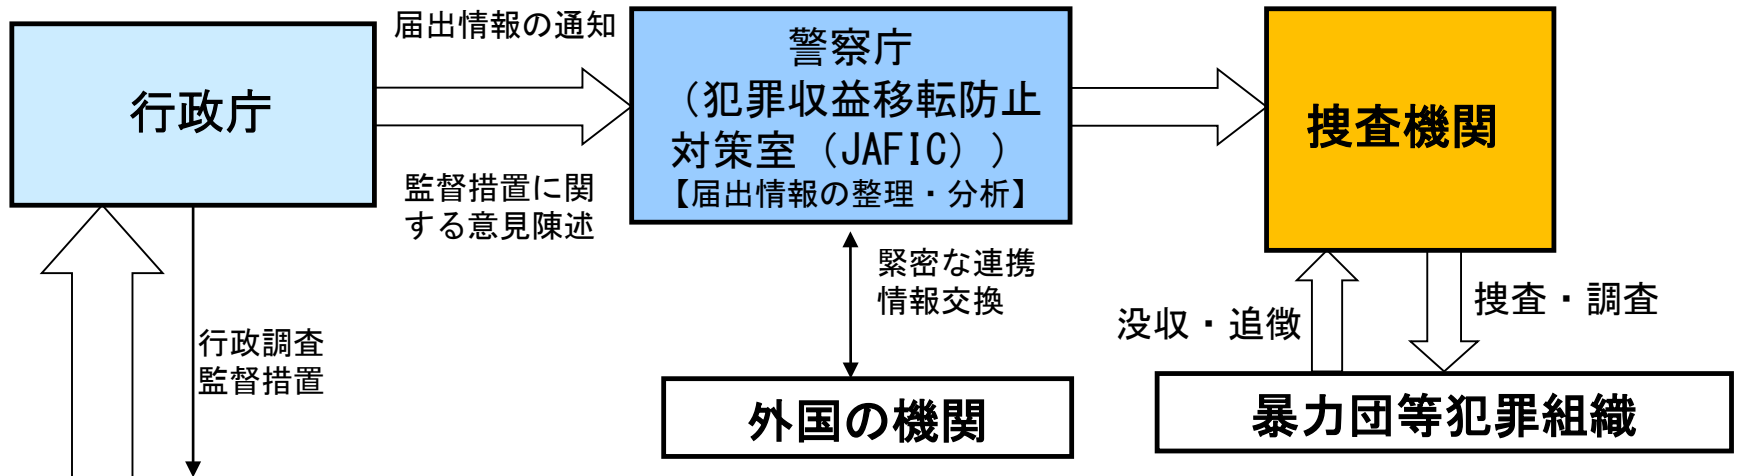 届出情報の通知
行政庁
監督措置に関
する意見陳述
警察庁
（犯罪収益移転防止
対策室（JAFIC））
【届出情報の整理・分析】
捜査機関
緊密な連携
情報交換
没収・追徴
捜査・調査
行政調査
監督措置
外国の機関
暴力団等犯罪組織